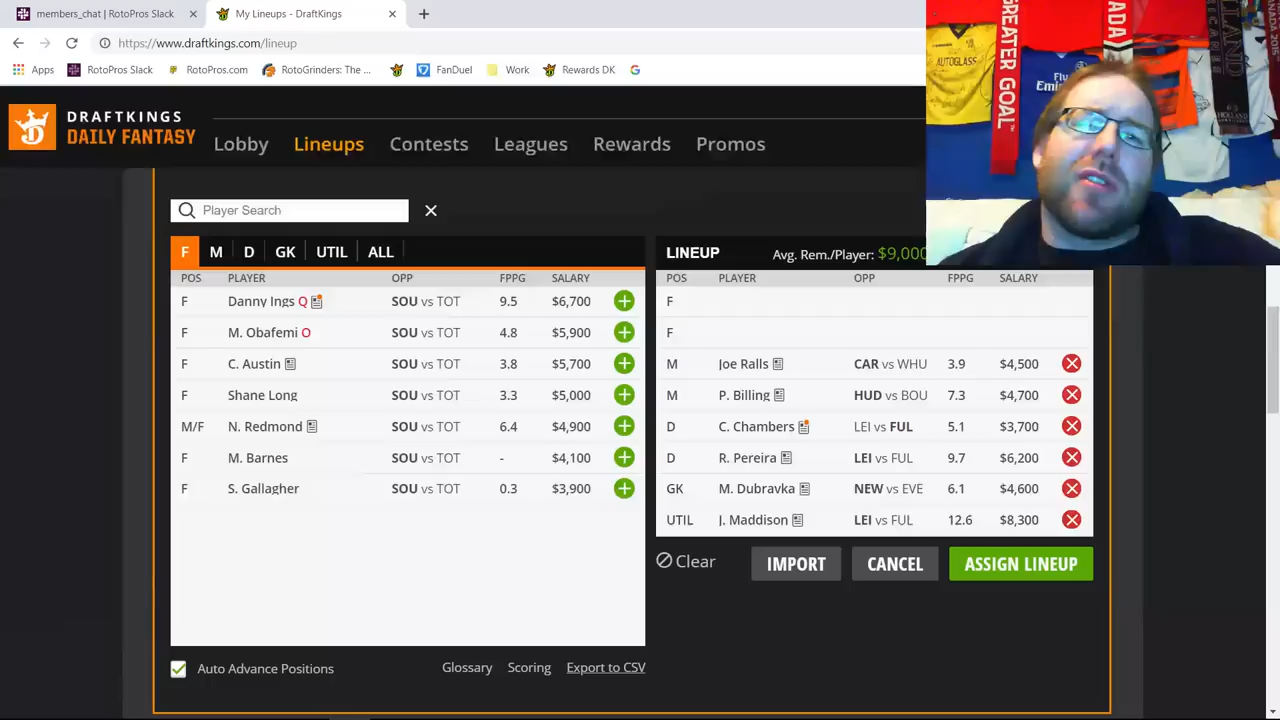 members_chat | RotoPros Slack
My Lineups - DraftKings
https://www.draftkings.com/lineup
Apps RotoPros Slack RotoPros.com RotoGrinders: The ... FanDuel Work Rewards DK
DRAFTKINGS
DAILY FANTASY
Lobby Lineups Contests Leagues Rewards Promos
Player Search
F M D GK UTIL ALL
POS PLAYER OPP FPPG SALARY
F Danny Ings Q SOU vs TOT 9.5 $6,700
F M. Obafemi O SOU vs TOT 4.8 $5,900
F C. Austin SOU vs TOT 3.8 $5,700
F Shane Long SOU vs TOT 3.3 $5,000
M/F N. Redmond SOU vs TOT 6.4 $4,900
F M. Barnes SOU vs TOT - $4,100
F S. Gallagher SOU vs TOT 0.3 $3,900
LINEUP Avg. Rem./Player: $9,000
POS PLAYER OPP FPPG SALARY
F
F
M Joe Ralls CAR vs WHU 3.9 $4,500
M P. Billing HUD vs BOU 7.3 $4,700
D C. Chambers LEI vs FUL 5.1 $3,700
D R. Pereira LEI vs FUL 9.7 $6,200
GK M. Dubravka NEW vs EVE 6.1 $4,600
UTIL J. Maddison LEI vs FUL 12.6 $8,300
Clear IMPORT CANCEL ASSIGN LINEUP
Auto Advance Positions Glossary Scoring Export to CSV
GREATER GOAL™
AUTOGLASS